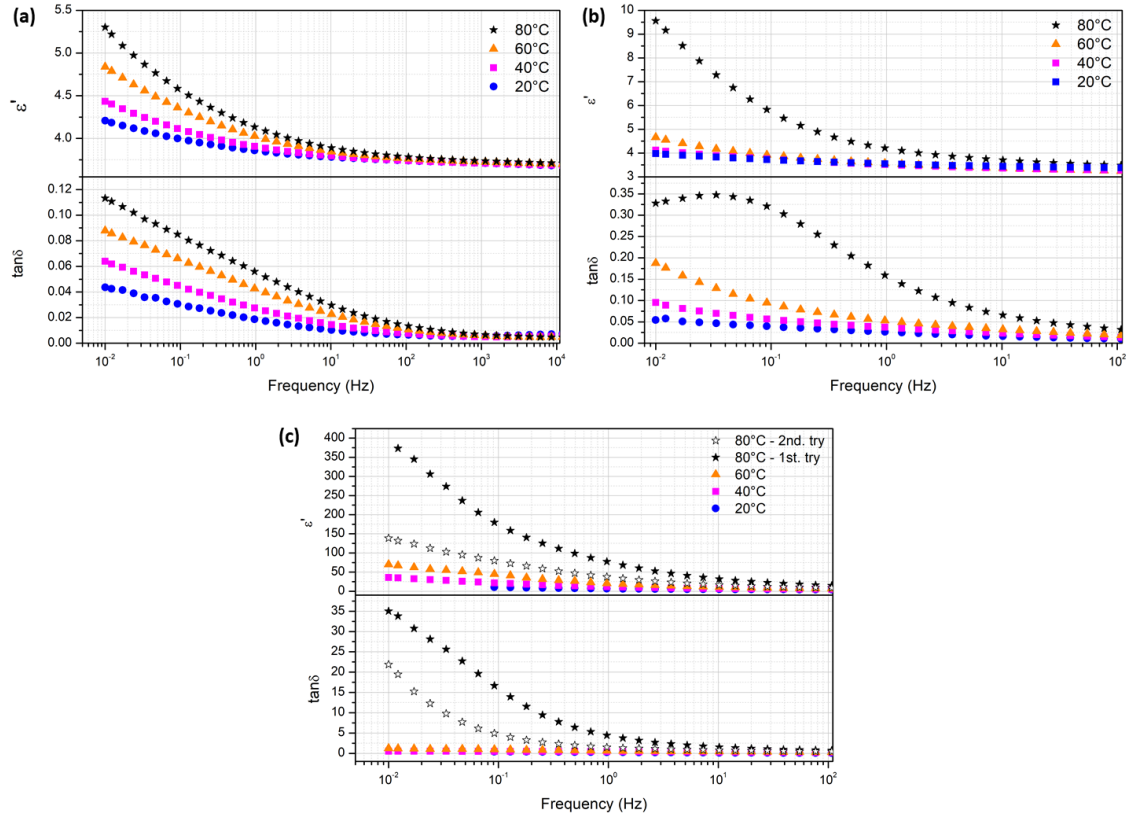 (a)
5.5
5.0
4.5
4.0
ε'
80°C
60°C
40°C
20°C
0.12
0.10
0.08
0.06
0.04
0.02
0.00
tanδ
10⁻² 10⁻¹ 10⁰ 10¹ 10² 10³ 10⁴
Frequency (Hz)
(b)
10
9
8
7
6
5
4
3
ε'
80°C
60°C
40°C
20°C
0.35
0.30
0.25
0.20
0.15
0.10
0.05
0.00
tanδ
10⁻² 10⁻¹ 10⁰ 10¹ 10²
Frequency (Hz)
(c)
400
350
300
250
200
150
100
50
0
ε'
80°C - 2nd. try
80°C - 1st. try
60°C
40°C
20°C
35
30
25
20
15
10
5
0
tanδ
10⁻² 10⁻¹ 10⁰ 10¹ 10²
Frequency (Hz)